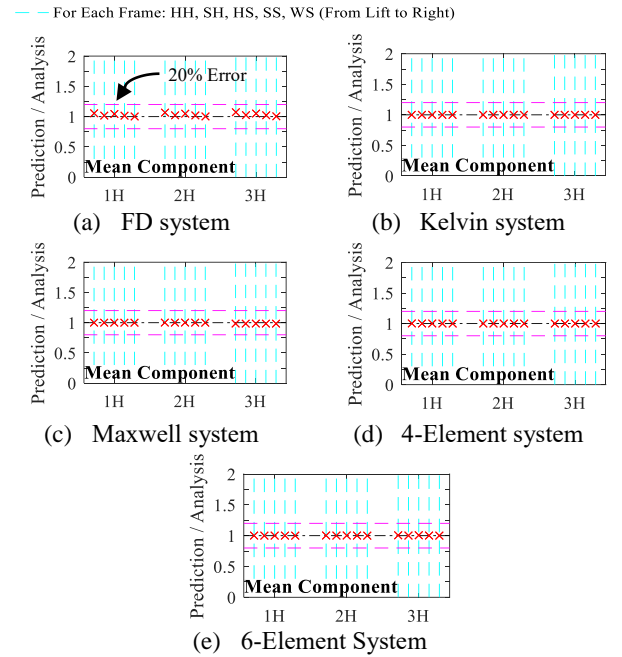 For Each Frame: HH, SH, HS, SS, WS (From Lift to Right)
Prediction / Analysis
2
1.5
1
0.5
0
20% Error
Mean Component
1H 2H 3H
(a) FD system
Prediction / Analysis
2
1.5
1
0.5
0
Mean Component
1H 2H 3H
(b) Kelvin system
Prediction / Analysis
2
1.5
1
0.5
0
Mean Component
1H 2H 3H
(c) Maxwell system
Prediction / Analysis
2
1.5
1
0.5
0
Mean Component
1H 2H 3H
(d) 4-Element system
Prediction / Analysis
2
1.5
1
0.5
0
Mean Component
1H 2H 3H
(e) 6-Element System